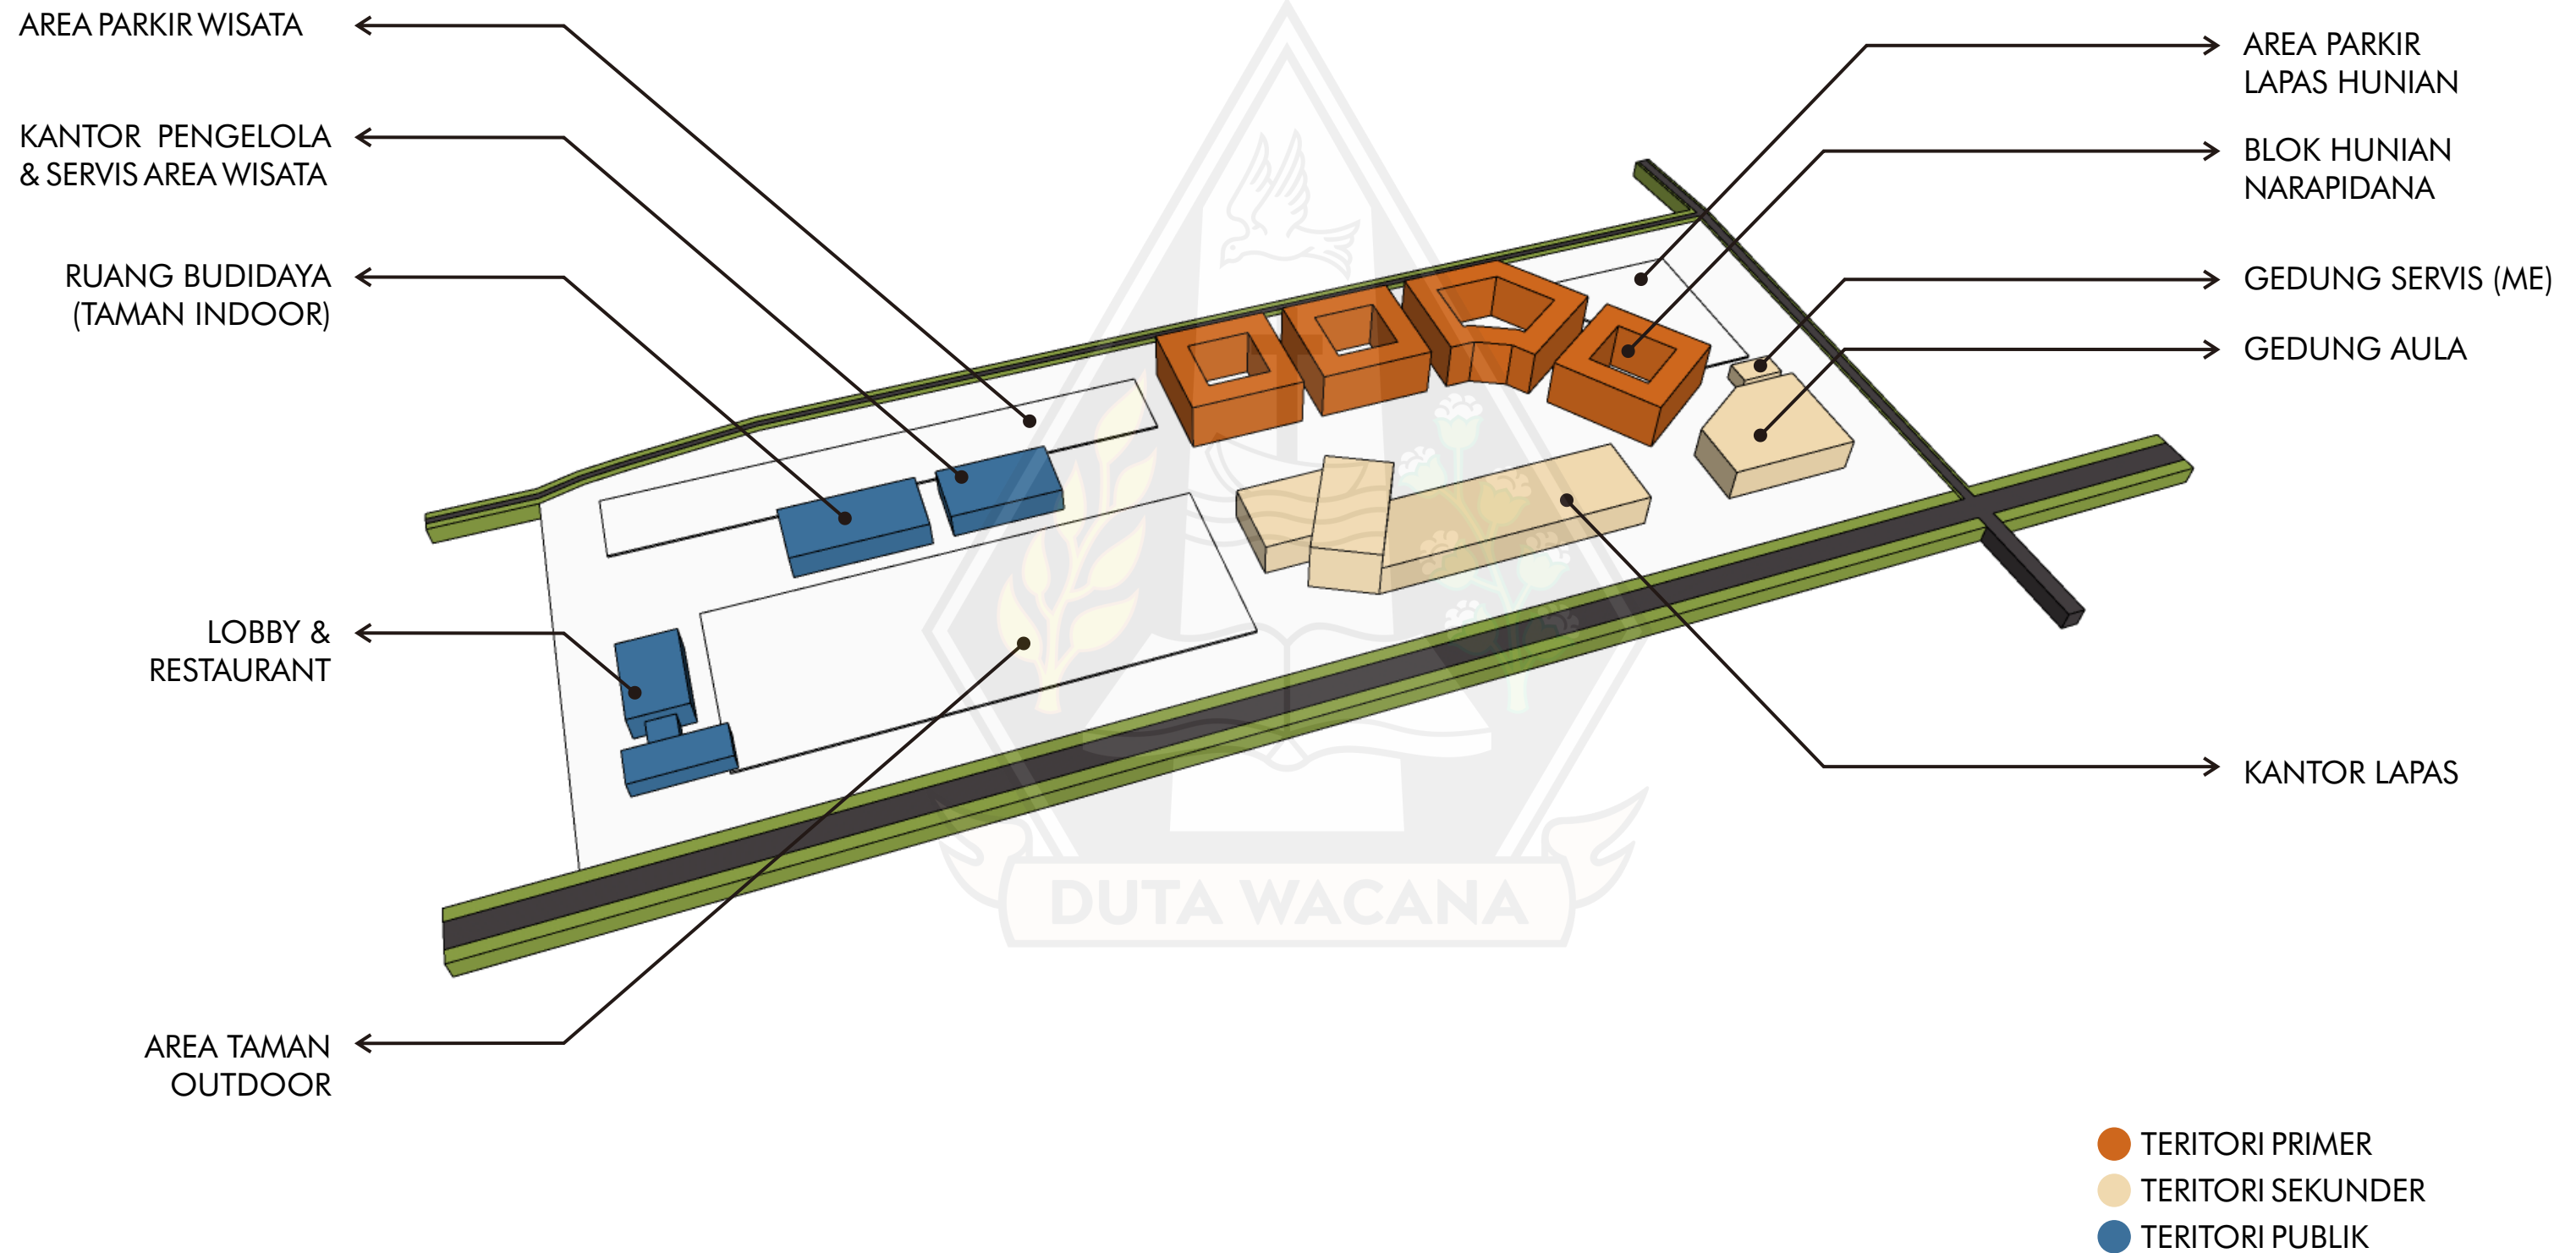 AREA PARKIR WISATA
KANTOR PENGELOLA
& SERVIS AREA WISATA
RUANG BUDIDAYA
(TAMAN INDOOR)
LOBBY &
RESTAURANT
AREA TAMAN
OUTDOOR
AREA PARKIR
LAPAS HUNIAN
BLOK HUNIAN
NARAPIDANA
GEDUNG SERVIS (ME)
GEDUNG AULA
KANTOR LAPAS
DUTA WACANA
TERITORI PRIMER
TERITORI SEKUNDER
TERITORI PUBLIK